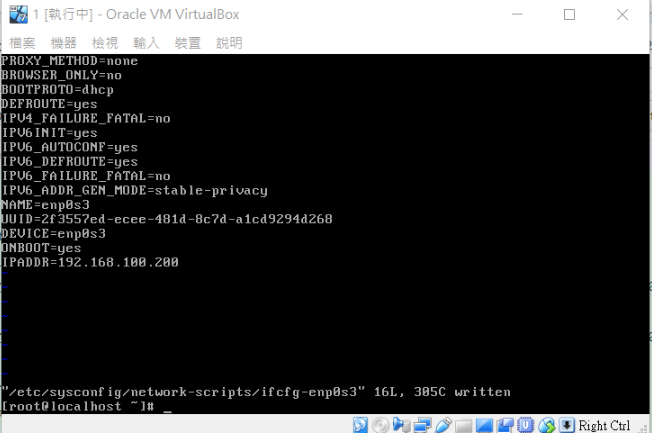 1 [執行中] - Oracle VM VirtualBox
檔案 機器 檢視 輸入 裝置 說明
PROXY_METHOD=none
BROWSER_ONLY=no
BOOTPROTO=dhcp
DEFROUTE=yes
IPV4_FAILURE_FATAL=no
IPV6INIT=yes
IPV6_AUTOCONF=yes
IPV6_DEFROUTE=yes
IPV6_FAILURE_FATAL=no
IPV6_ADDR_GEN_MODE=stable-privacy
NAME=enp0s3
UUID=2f3557ed-ecee-481d-8c7d-a1cd9294d268
DEVICE=enp0s3
ONBOOT=yes
IPADDR=192.168.100.200
~
~
~
~
~
~
~
~
"/etc/sysconfig/network-scripts/ifcfg-enp0s3" 16L, 305C written
[root@localhost ~]# _
Right Ctrl